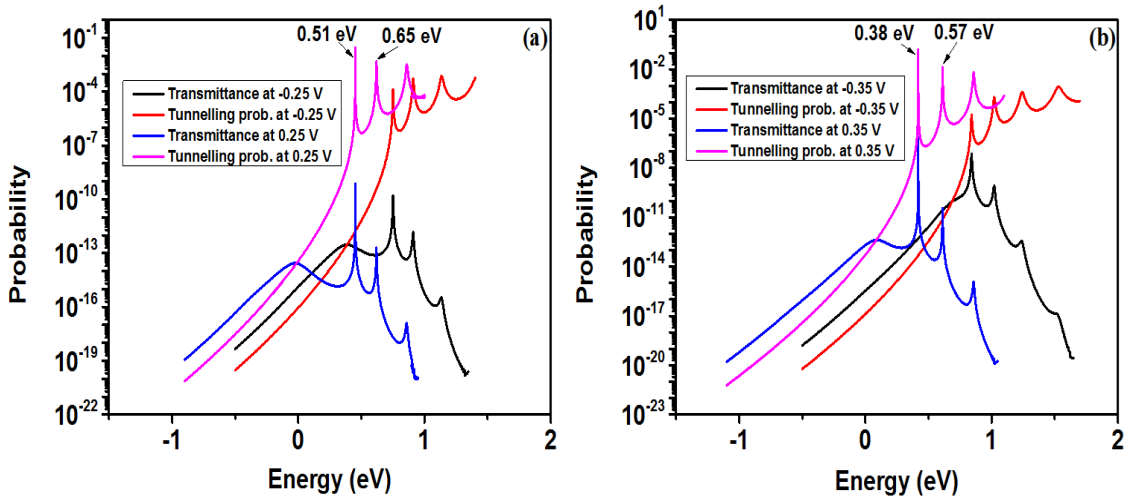 0.51 eV
0.65 eV
(a)
Transmittance at -0.25 V
Tunnelling prob. at -0.25 V
Transmittance at 0.25 V
Tunnelling prob. at 0.25 V
Probability
10^-1
10^-4
10^-7
10^-10
10^-13
10^-16
10^-19
10^-22
-1
0
1
2
Energy (eV)
0.38 eV
0.57 eV
(b)
Transmittance at -0.35 V
Tunnelling prob. at -0.35 V
Transmittance at 0.35 V
Tunnelling prob. at 0.35 V
Probability
10^1
10^-2
10^-5
10^-8
10^-11
10^-14
10^-17
10^-20
10^-23
-1
0
1
2
Energy (eV)